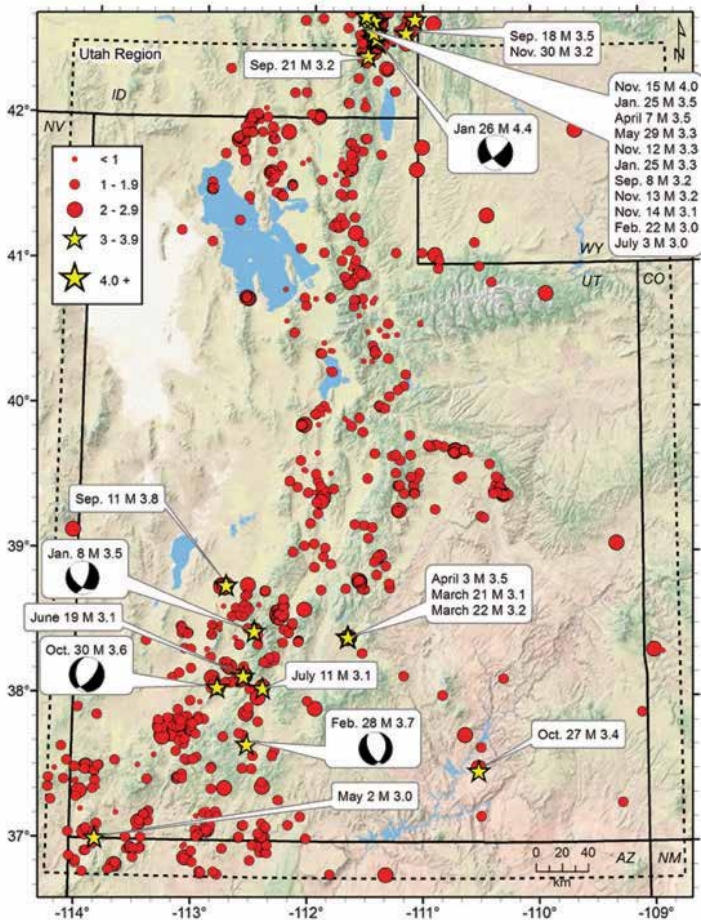 Utah Region
ID
NV
WY
UT
CO
AZ
NM
N
Sep. 18 M 3.5
Nov. 30 M 3.2
Sep. 21 M 3.2
Jan 26 M 4.4
Nov. 15 M 4.0
Jan. 25 M 3.5
April 7 M 3.5
May 29 M 3.3
Nov. 12 M 3.3
Jan. 25 M 3.3
Sep. 8 M 3.2
Nov. 13 M 3.2
Nov. 14 M 3.1
Feb. 22 M 3.0
July 3 M 3.0
< 1
1 - 1.9
2 - 2.9
3 - 3.9
4.0 +
Sep. 11 M 3.8
Jan. 8 M 3.5
June 19 M 3.1
Oct. 30 M 3.6
April 3 M 3.5
March 21 M 3.1
March 22 M 3.2
July 11 M 3.1
Feb. 28 M 3.7
Oct. 27 M 3.4
May 2 M 3.0
0 20 40
km
42°
41°
40°
39°
38°
37°
-114° -113° -112° -111° -110° -109°